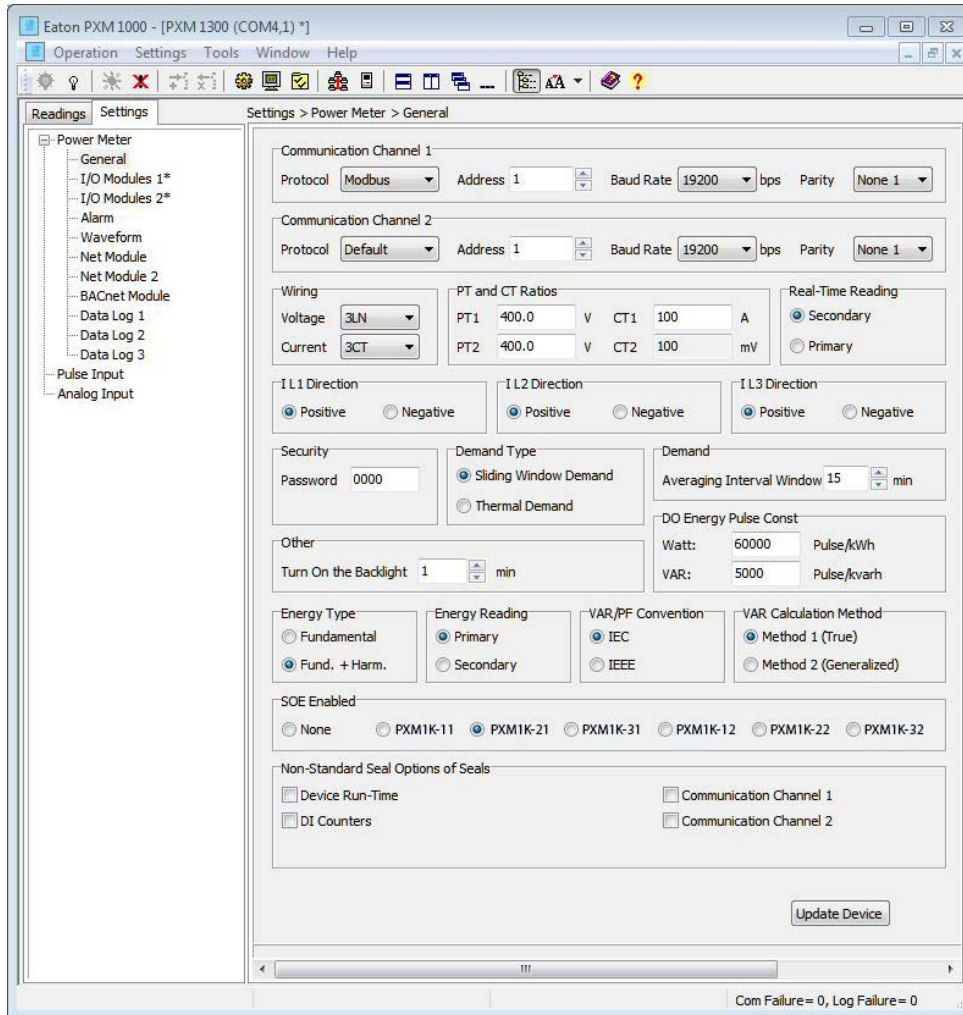 Eaton PXM 1000 - [PXM 1300 (COM4,1) *]
Operation Settings Tools Window Help
Readings Settings
Settings > Power Meter > General
Power Meter
General
I/O Modules 1*
I/O Modules 2*
Alarm
Waveform
Net Module
Net Module 2
BACnet Module
Data Log 1
Data Log 2
Data Log 3
Pulse Input
Analog Input
Communication Channel 1
Protocol Modbus Address 1 Baud Rate 19200 bps Parity None 1
Communication Channel 2
Protocol Default Address 1 Baud Rate 19200 bps Parity None 1
Wiring
Voltage 3LN
Current 3CT
PT and CT Ratios
PT1 400.0 V CT1 100 A
PT2 400.0 V CT2 100 mV
Real-Time Reading
Secondary
Primary
I L1 Direction
Positive Negative
I L2 Direction
Positive Negative
I L3 Direction
Positive Negative
Security
Password 0000
Demand Type
Sliding Window Demand
Thermal Demand
Demand
Averaging Interval Window 15 min
DO Energy Pulse Const
Watt: 60000 Pulse/kWh
VAR: 5000 Pulse/kvarh
Other
Turn On the Backlight 1 min
Energy Type
Fundamental
Fund. + Harm.
Energy Reading
Primary
Secondary
VAR/PF Convention
IEC
IEEE
VAR Calculation Method
Method 1 (True)
Method 2 (Generalized)
SOE Enabled
None PXM1K-11 PXM1K-21 PXM1K-31 PXM1K-12 PXM1K-22 PXM1K-32
Non-Standard Seal Options of Seals
Device Run-Time Communication Channel 1
DI Counters Communication Channel 2
Update Device
Com Failure= 0, Log Failure= 0